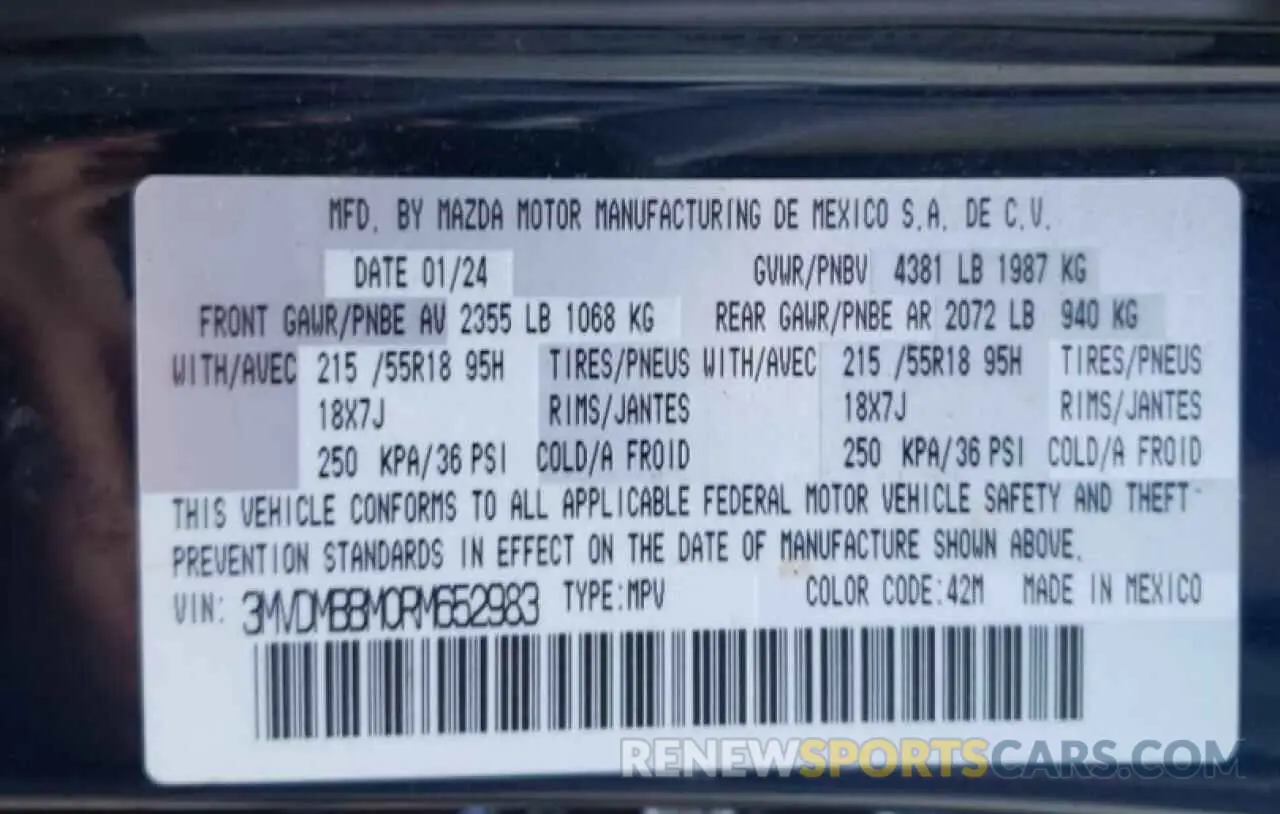 MFD. BY MAZDA MOTOR MANUFACTURING DE MEXICO S.A. DE C.V.
DATE 01/24 GVWR/PNBV 4381 LB 1987 KG
FRONT GAWR/PNBE AV 2355 LB 1068 KG REAR GAWR/PNBE AR 2072 LB 940 KG
WITH/AVEC 215 /55R18 95H TIRES/PNEUS WITH/AVEC 215 /55R18 95H TIRES/PNEUS
18X7J RIMS/JANTES 18X7J RIMS/JANTES
250 KPA/36 PSI COLD/A FROID 250 KPA/36 PSI COLD/A FROID
THIS VEHICLE CONFORMS TO ALL APPLICABLE FEDERAL MOTOR VEHICLE SAFETY AND THEFT
PREVENTION STANDARDS IN EFFECT ON THE DATE OF MANUFACTURE SHOWN ABOVE.
VIN: 3MVDMBBM0RM652983 TYPE:MPV COLOR CODE:42M MADE IN MEXICO
RENEWSPORTSCARS.COM